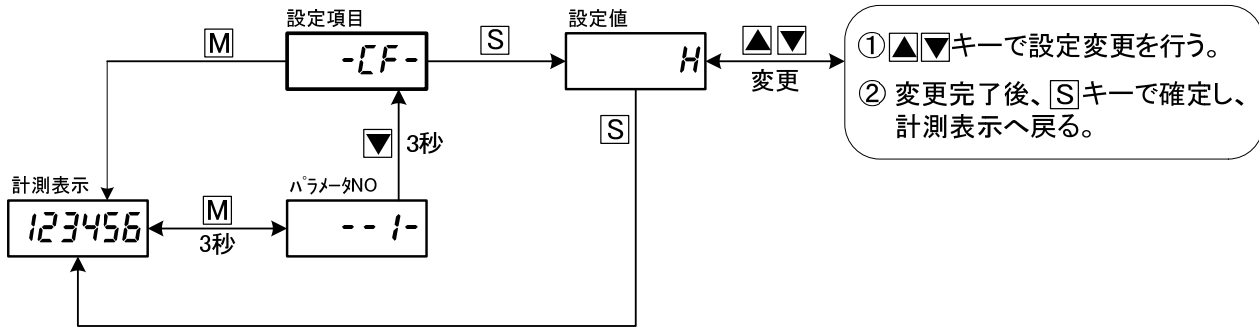 設定項目
設定値
M
-CF-
S
H
▲▼
変更
①▲▼キーで設定変更を行う。
② 変更完了後、Sキーで確定し、
計測表示へ戻る。
S
▼ 3秒
計測表示
パラメータNO
123456
M
3秒
--1-